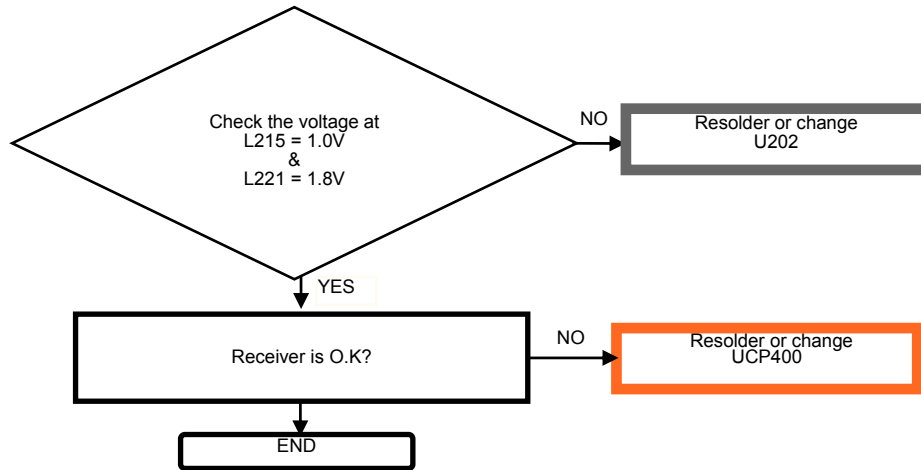 Check the voltage at
L215 = 1.0V
&
L221 = 1.8V
NO
Resolder or change
U202
YES
Receiver is O.K?
NO
Resolder or change
UCP400
END